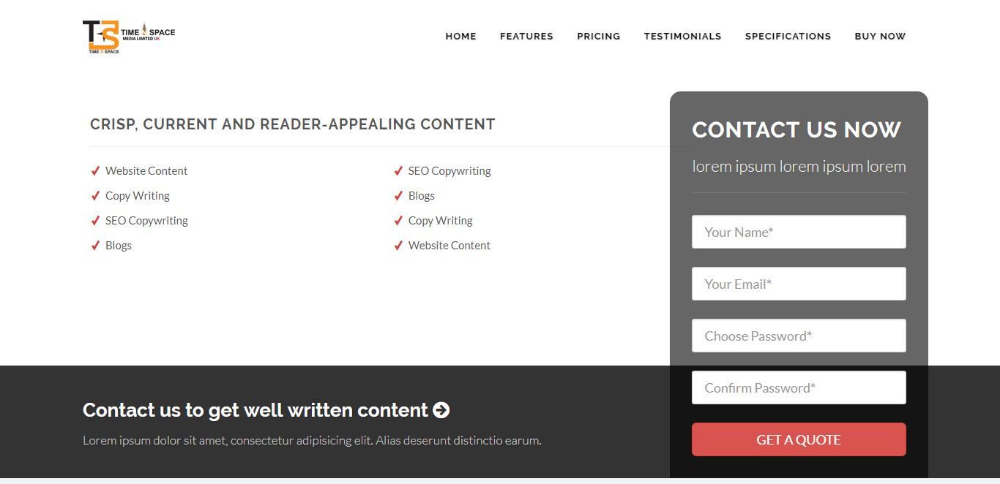 TS TIME N SPACE
MEDIA LIMITED UK
TIME N SPACE
HOME FEATURES PRICING TESTIMONIALS SPECIFICATIONS BUY NOW
CRISP, CURRENT AND READER-APPEALING CONTENT
Website Content
Copy Writing
SEO Copywriting
Blogs
SEO Copywriting
Blogs
Copy Writing
Website Content
CONTACT US NOW
lorem ipsum lorem ipsum lorem
Your Name*
Your Email*
Choose Password*
Confirm Password*
GET A QUOTE
Contact us to get well written content
Lorem ipsum dolor sit amet, consectetur adipisicing elit. Alias deserunt distinctio earum.